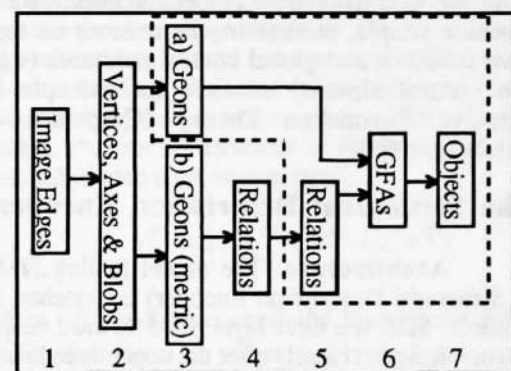 Image Edges
Vertices, Axes & Blobs
a) Geons
b) Geons (metric)
Relations
Relations
GFAs
Objects
1 2 3 4 5 6 7